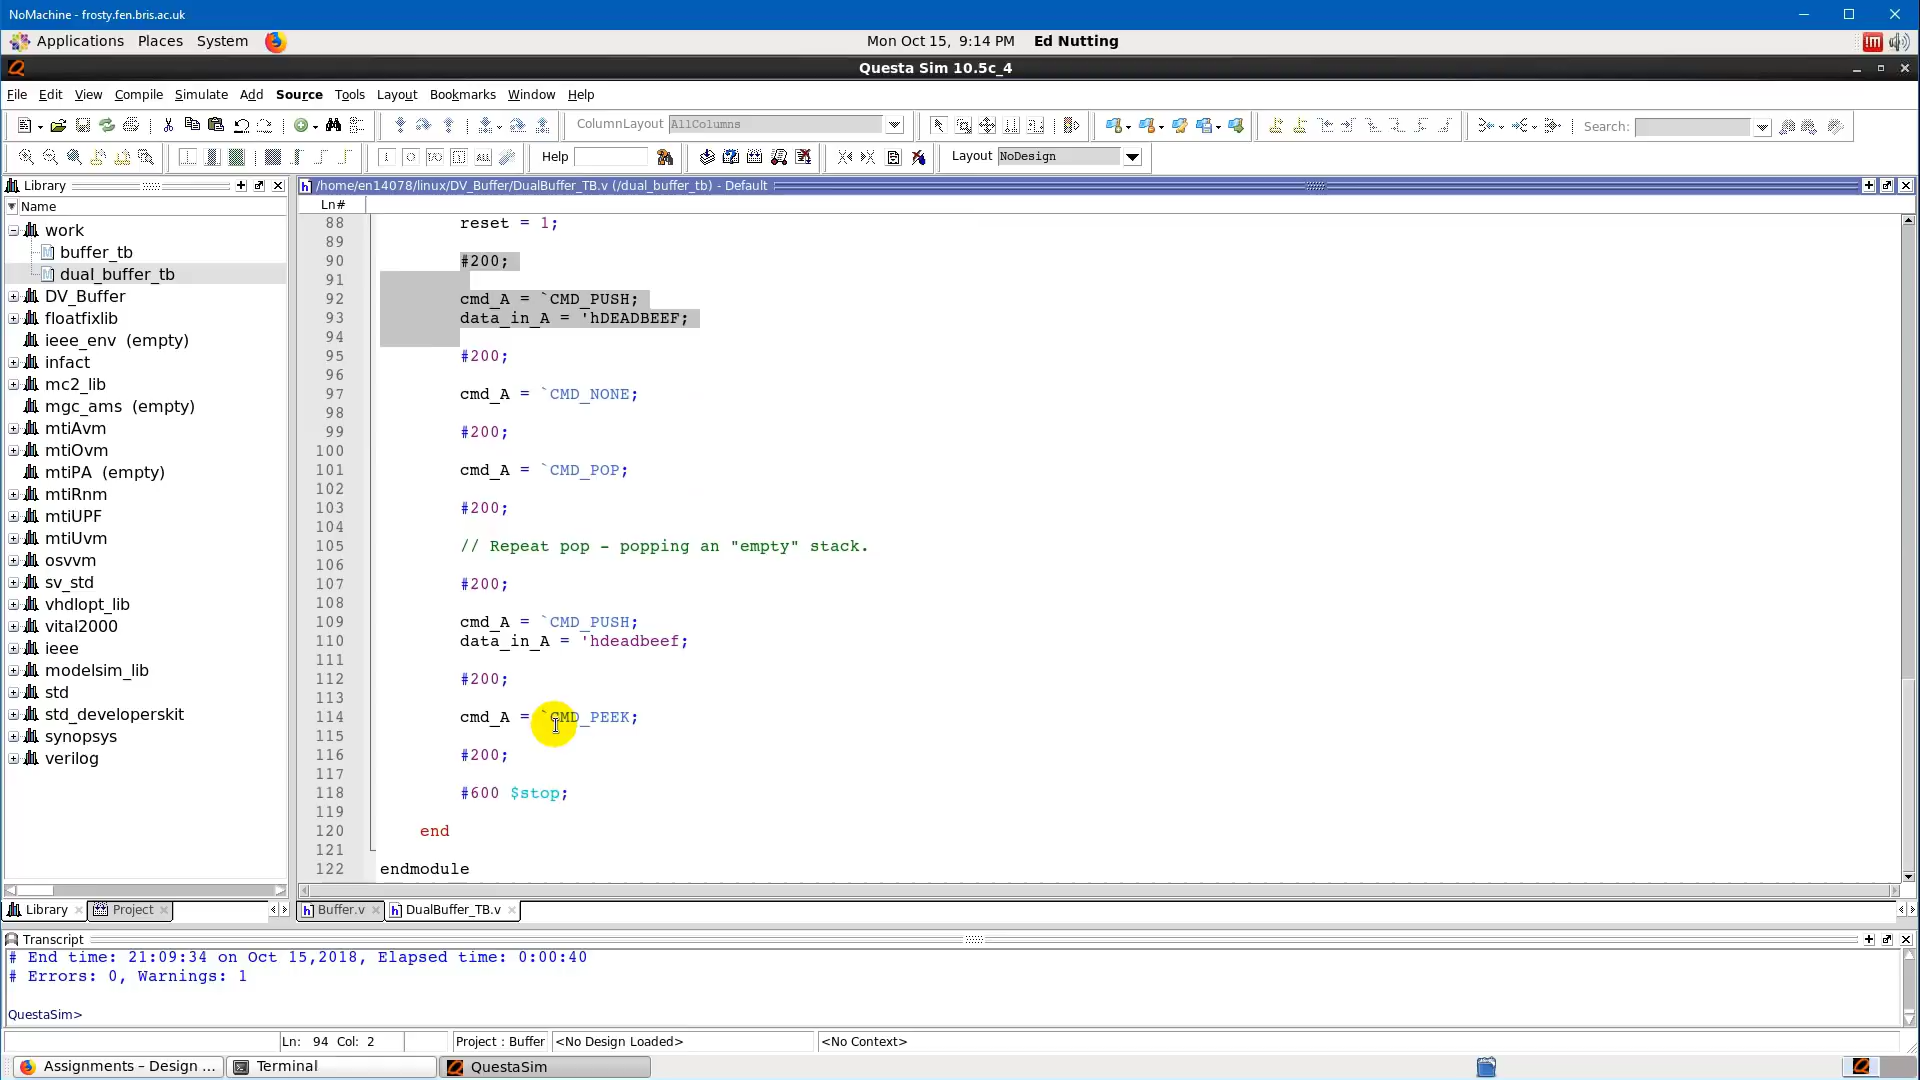 NoMachine - frosty.fen.bris.ac.uk
Applications Places System Mon Oct 15, 9:14 PM Ed Nutting
Questa Sim 10.5c_4
File Edit View Compile Simulate Add Source Tools Layout Bookmarks Window Help
ColumnLayout AllColumns Search:
Help Layout NoDesign
Library
/home/en14078/linux/DV_Buffer/DualBuffer_TB.v (/dual_buffer_tb) - Default
Name
Ln#
work
buffer_tb
dual_buffer_tb
DV_Buffer
floatfixlib
ieee_env (empty)
infact
mc2_lib
mgc_ams (empty)
mtiAvm
mtiOvm
mtiPA (empty)
mtiRnm
mtiUPF
mtiUvm
osvvm
sv_std
vhdlopt_lib
vital2000
ieee
modelsim_lib
std
std_developerskit
synopsys
verilog
88 reset = 1;
89
90 #200;
91
92 cmd_A = `CMD_PUSH;
93 data_in_A = 'hDEADBEEF;
94
95 #200;
96
97 cmd_A = `CMD_NONE;
98
99 #200;
100
101 cmd_A = `CMD_POP;
102
103 #200;
104
105 // Repeat pop - popping an "empty" stack.
106
107 #200;
108
109 cmd_A = `CMD_PUSH;
110 data_in_A = 'hdeadbeef;
111
112 #200;
113
114 cmd_A = `CMD_PEEK;
115
116 #200;
117
118 #600 $stop;
119
120 end
121
122 endmodule
Library Project Buffer.v DualBuffer_TB.v
Transcript
# End time: 21:09:34 on Oct 15,2018, Elapsed time: 0:00:40
# Errors: 0, Warnings: 1
QuestaSim>
Ln: 94 Col: 2 Project : Buffer <No Design Loaded> <No Context>
Assignments – Design ... Terminal QuestaSim